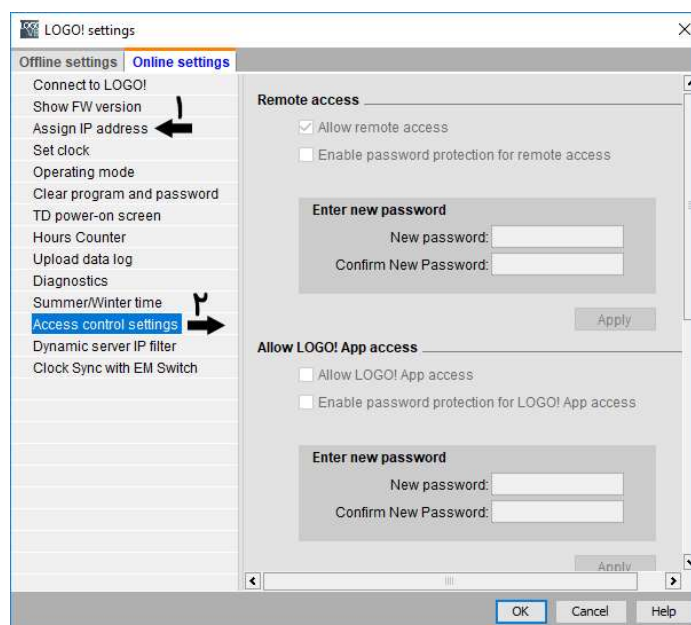 LOGO! settings
Offline settings Online settings
Connect to LOGO!
Show FW version ۱
Assign IP address
Set clock
Operating mode
Clear program and password
TD power-on screen
Hours Counter
Upload data log
Diagnostics
Summer/Winter time ۲
Access control settings
Dynamic server IP filter
Clock Sync with EM Switch
Remote access
Allow remote access
Enable password protection for remote access
Enter new password
New password:
Confirm New Password:
Apply
Allow LOGO! App access
Allow LOGO! App access
Enable password protection for LOGO! App access
Enter new password
New password:
Confirm New Password:
Apply
OK Cancel Help